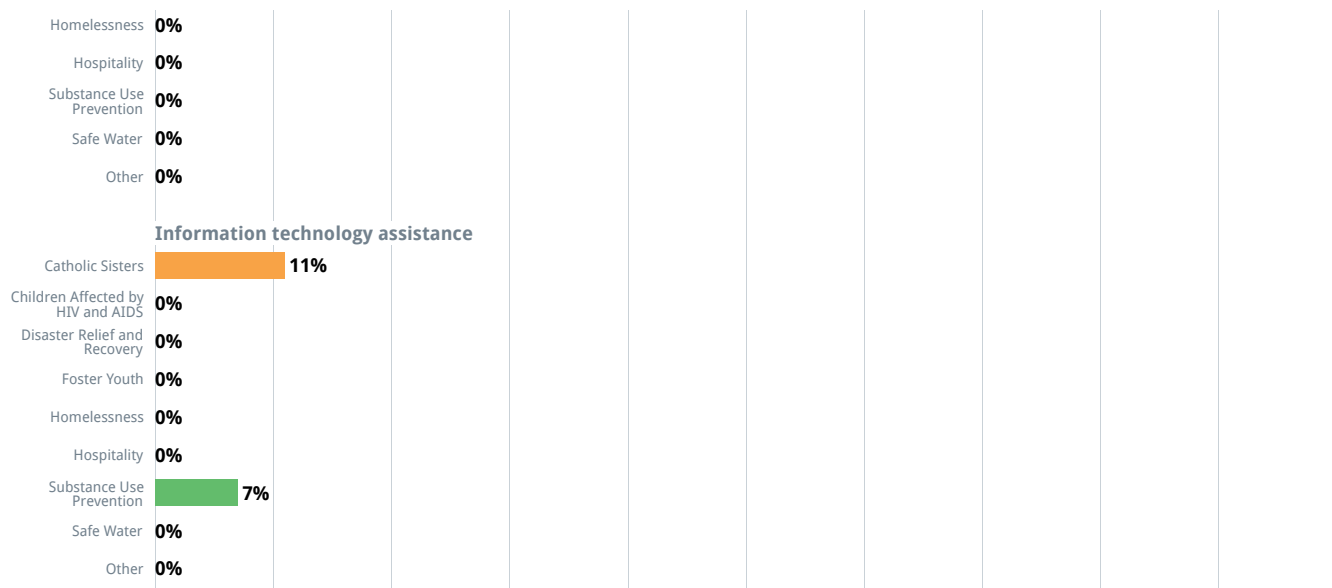 Homelessness 0%
Hospitality 0%
Substance Use
Prevention 0%
Safe Water 0%
Other 0%
Information technology assistance
Catholic Sisters 11%
Children Affected by
HIV and AIDS 0%
Disaster Relief and
Recovery 0%
Foster Youth 0%
Homelessness 0%
Hospitality 0%
Substance Use
Prevention 7%
Safe Water 0%
Other 0%